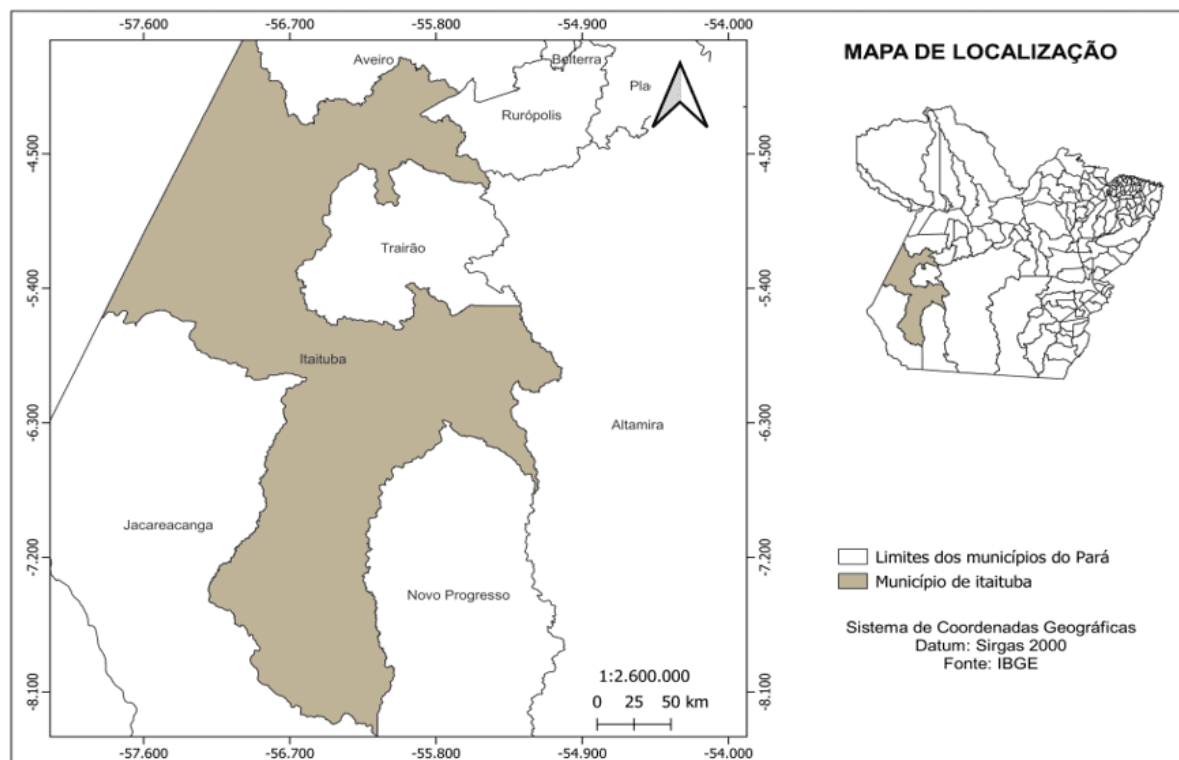 -57.600 -56.700 -55.800 -54.900 -54.000
MAPA DE LOCALIZAÇÃO
Aveiro
Belterra
Pla
Rurópolis
-4.500 -4.500
Trairão
-5.400 -5.400
Itaituba
-6.300 -6.300
Altamira
Jacareacanga
-7.200 -7.200
Novo Progresso
-8.100 -8.100
1:2.600.000
0 25 50 km
-57.600 -56.700 -55.800 -54.900 -54.000
Limites dos municípios do Pará
Município de itaituba
Sistema de Coordenadas Geográficas
Datum: Sirgas 2000
Fonte: IBGE